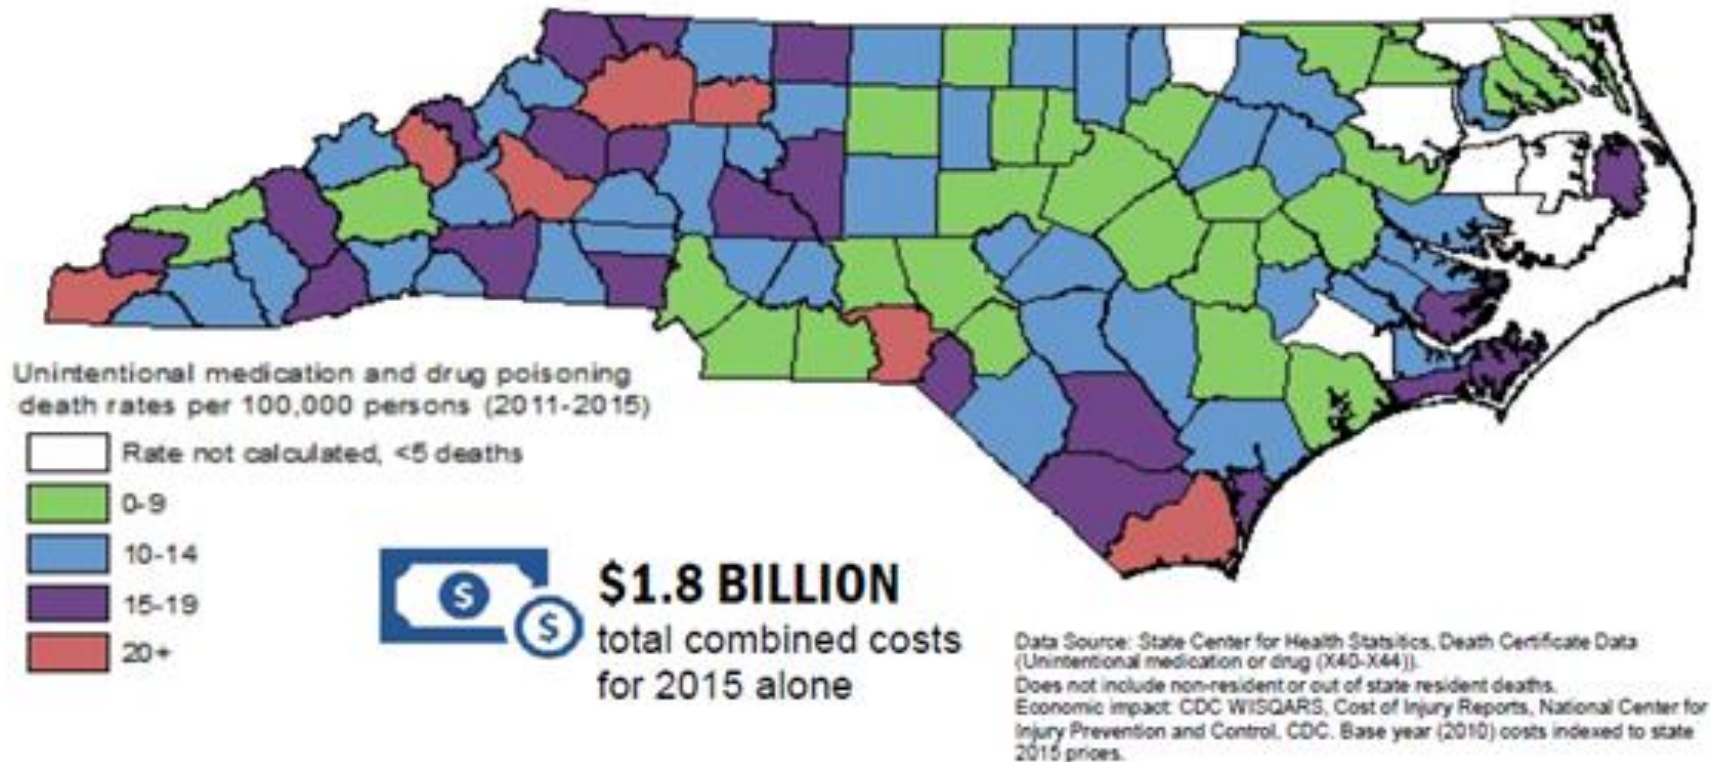 Unintentional medication and drug poisoning
death rates per 100,000 persons (2011-2015)
Rate not calculated, <5 deaths
0-9
10-14
15-19
20+
$
$
$1.8 BILLION
total combined costs
for 2015 alone
Data Source: State Center for Health Statsitics, Death Certificate Data
(Unintentional medication or drug (X40-X44)).
Does not include non-resident or out of state resident deaths.
Economic impact: CDC WISQARS, Cost of Injury Reports, National Center for
Injury Prevention and Control, CDC. Base year (2010) costs indexed to state
2015 prices.